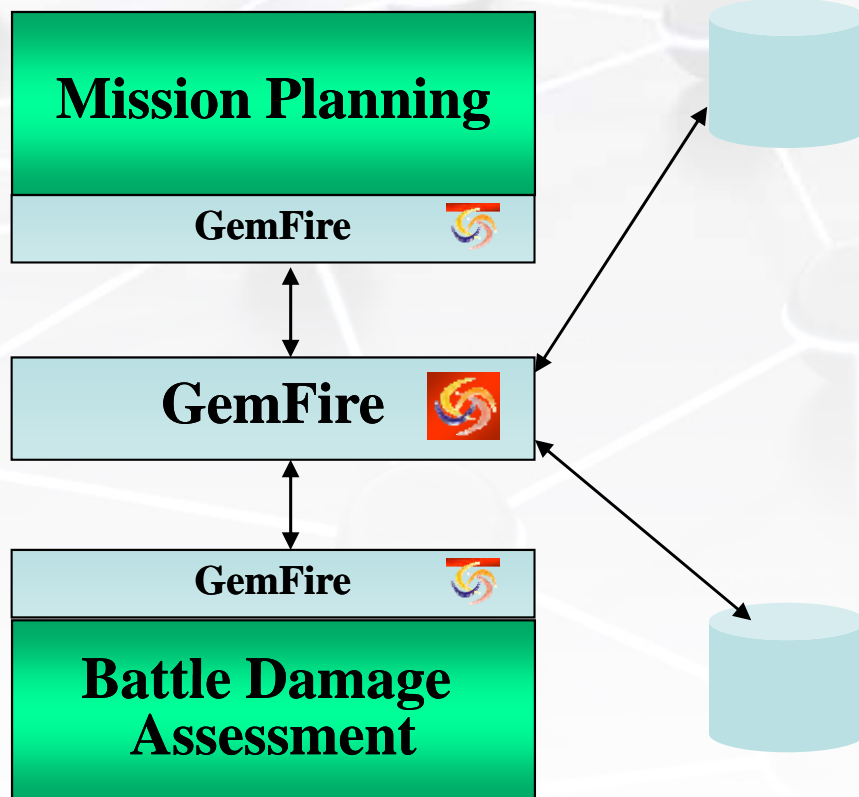 Mission Planning
GemFire
GemFire
GemFire
Battle Damage
Assessment